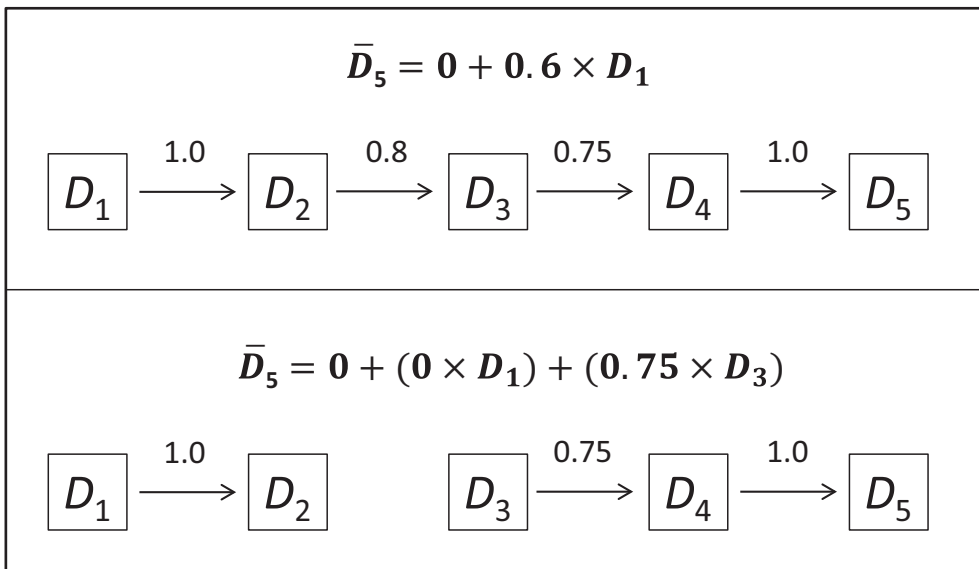 D̄₅ = 0 + 0.6 × D₁
1.0 0.8 0.75 1.0
D₁ D₂ D₃ D₄ D₅
D̄₅ = 0 + (0 × D₁) + (0.75 × D₃)
1.0 0.75 1.0
D₁ D₂ D₃ D₄ D₅